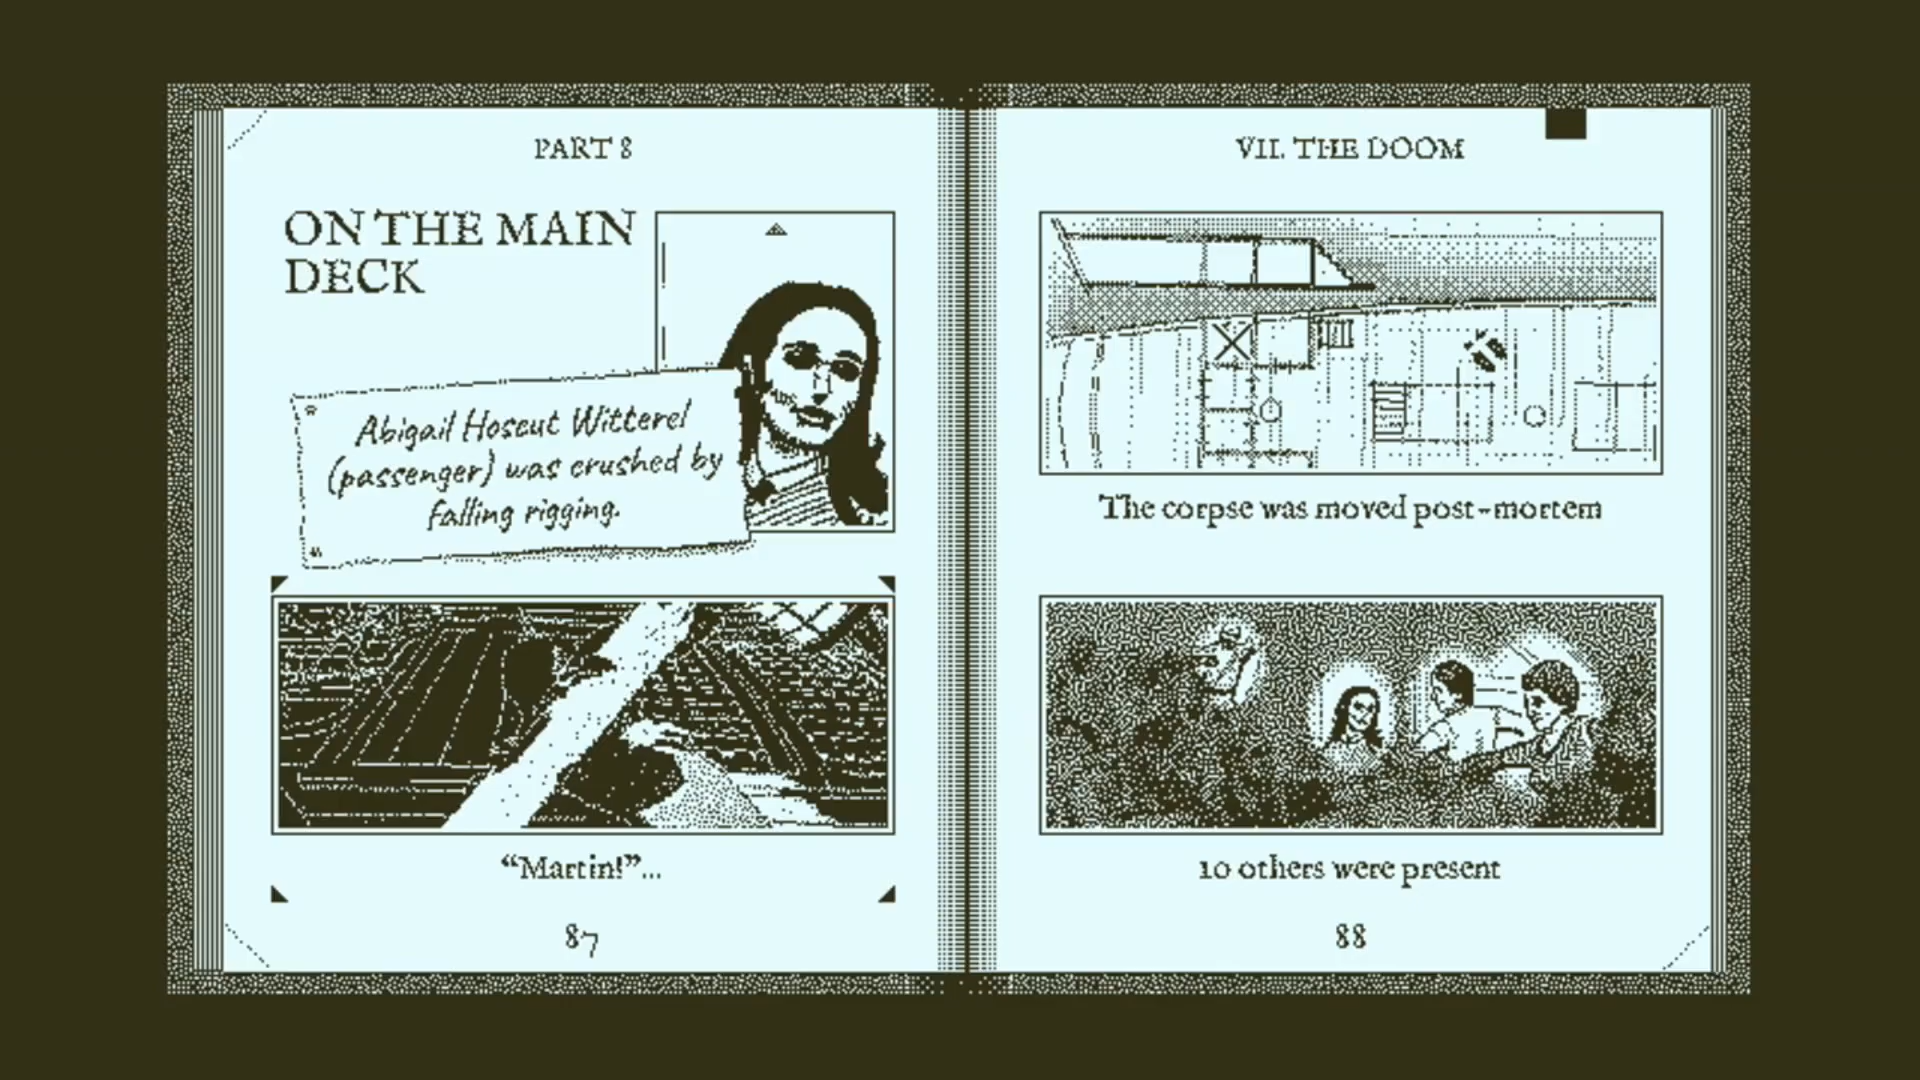 PART 8
ON THE MAIN
DECK
Abigail Hoscut Witterel
(passenger) was crushed by
falling rigging.
“Martin!”...
87
VII. THE DOOM
The corpse was moved post-mortem
10 others were present
88